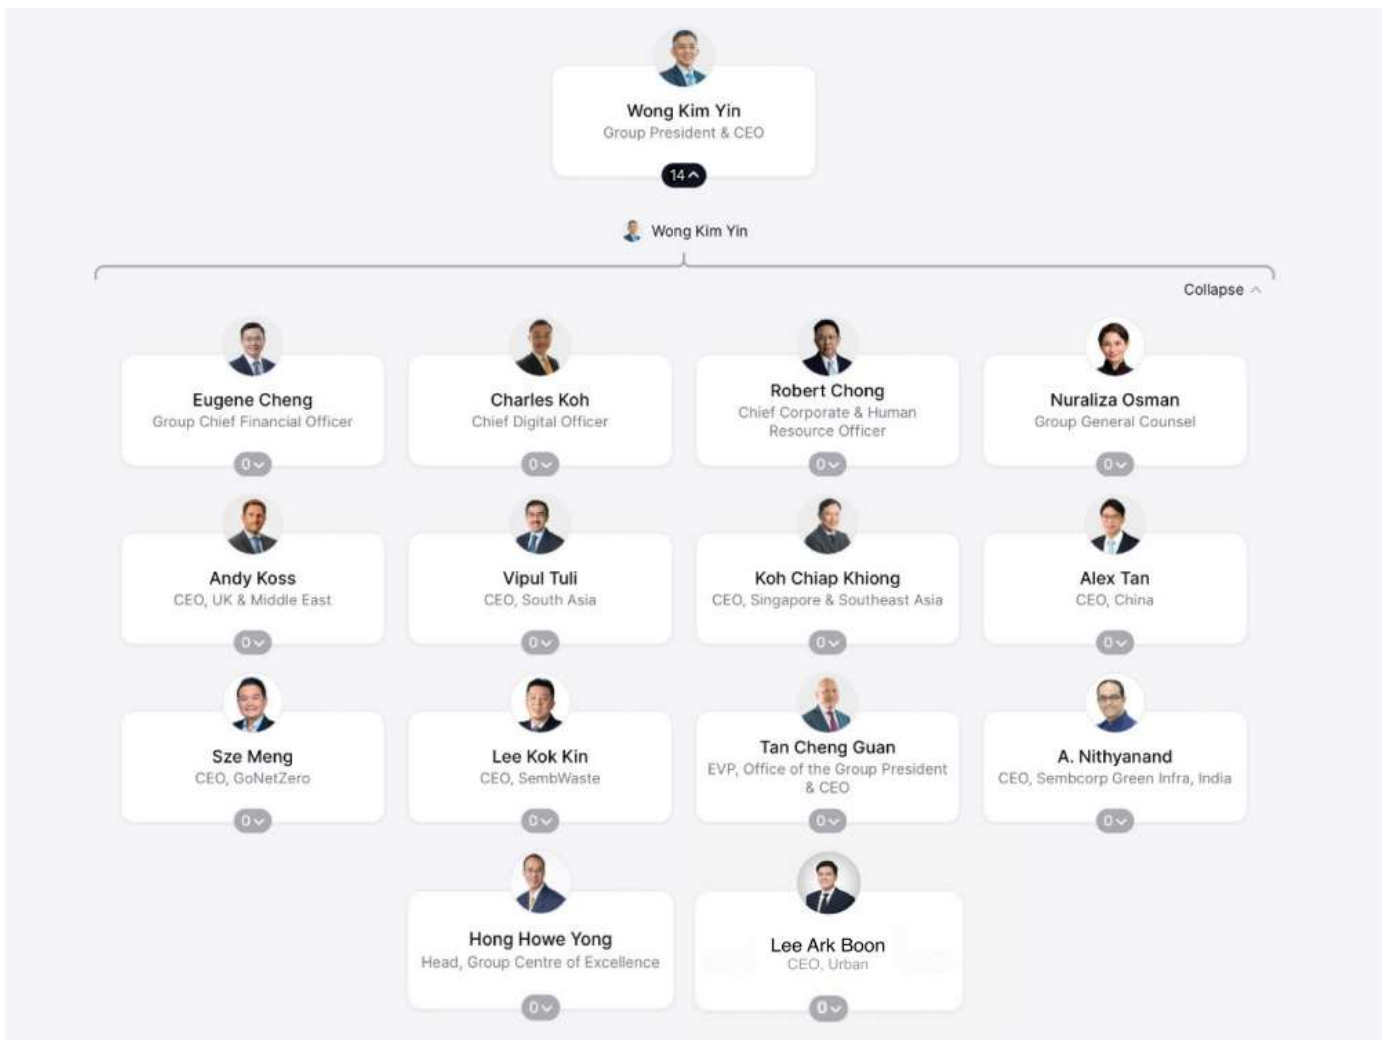 Wong Kim Yin
Group President & CEO
14
Wong Kim Yin
Collapse
Eugene Cheng
Group Chief Financial Officer
0
Charles Koh
Chief Digital Officer
0
Robert Chong
Chief Corporate & Human
Resource Officer
0
Nuraliza Osman
Group General Counsel
0
Andy Koss
CEO, UK & Middle East
0
Vipul Tuli
CEO, South Asia
0
Koh Chiap Khiong
CEO, Singapore & Southeast Asia
0
Alex Tan
CEO, China
0
Sze Meng
CEO, GoNetZero
0
Lee Kok Kin
CEO, SembWaste
0
Tan Cheng Guan
EVP, Office of the Group President
& CEO
0
A. Nithyanand
CEO, Sembcorp Green Infra, India
0
Hong Howe Yong
Head, Group Centre of Excellence
0
Lee Ark Boon
CEO, Urban
0